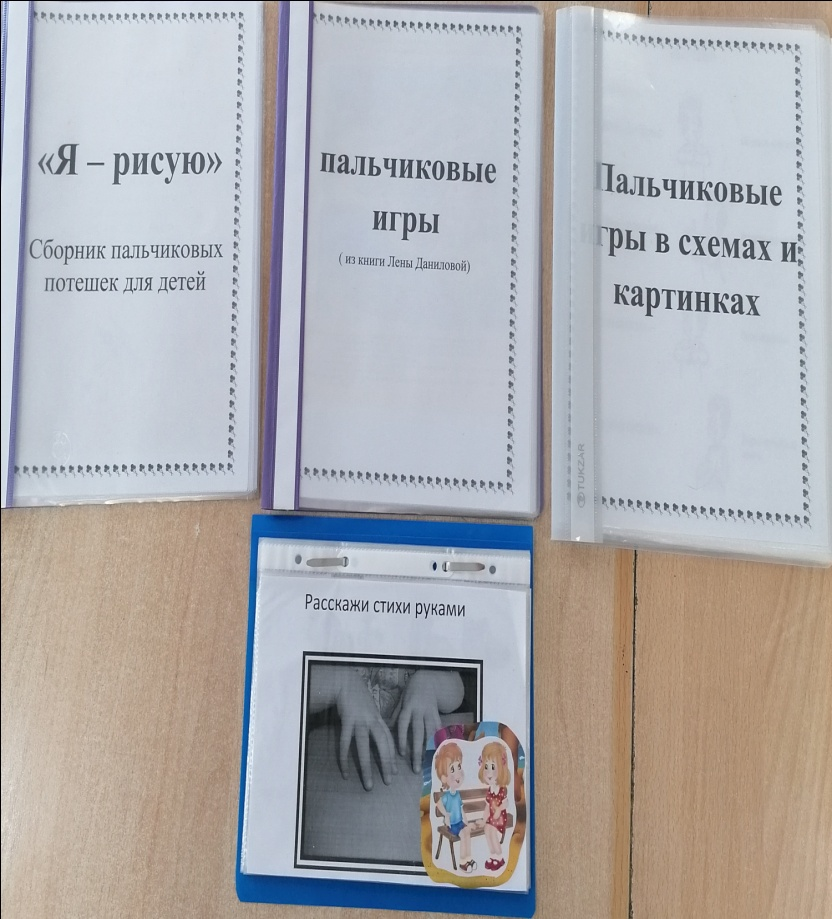 «Я – рисую»
Сборник пальчиковых
потешек для детей
пальчиковые
игры
( из книги Лены Даниловой)
Пальчиковые
игры в схемах и
картинках
TUKZAR
Расскажи стихи руками